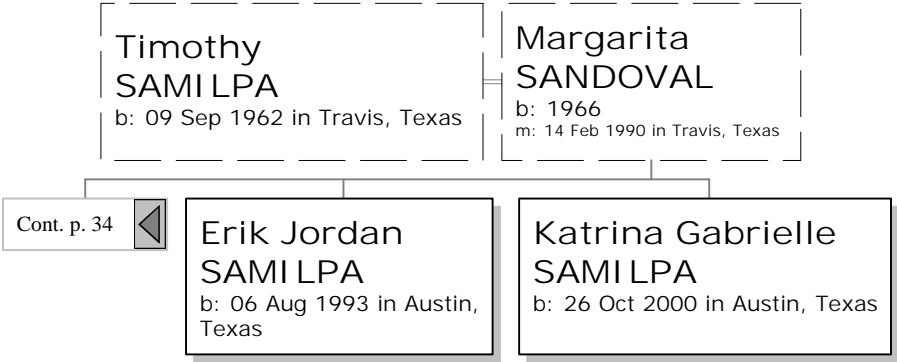 Timothy
SAMILPA
b: 09 Sep 1962 in Travis, Texas
Margarita
SANDOVAL
b: 1966
m: 14 Feb 1990 in Travis, Texas
Cont. p. 34
Erik Jordan
SAMILPA
b: 06 Aug 1993 in Austin,
Texas
Katrina Gabrielle
SAMILPA
b: 26 Oct 2000 in Austin, Texas